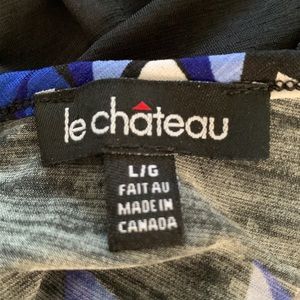 le château
L/G
FAIT AU
MADE IN
CANADA